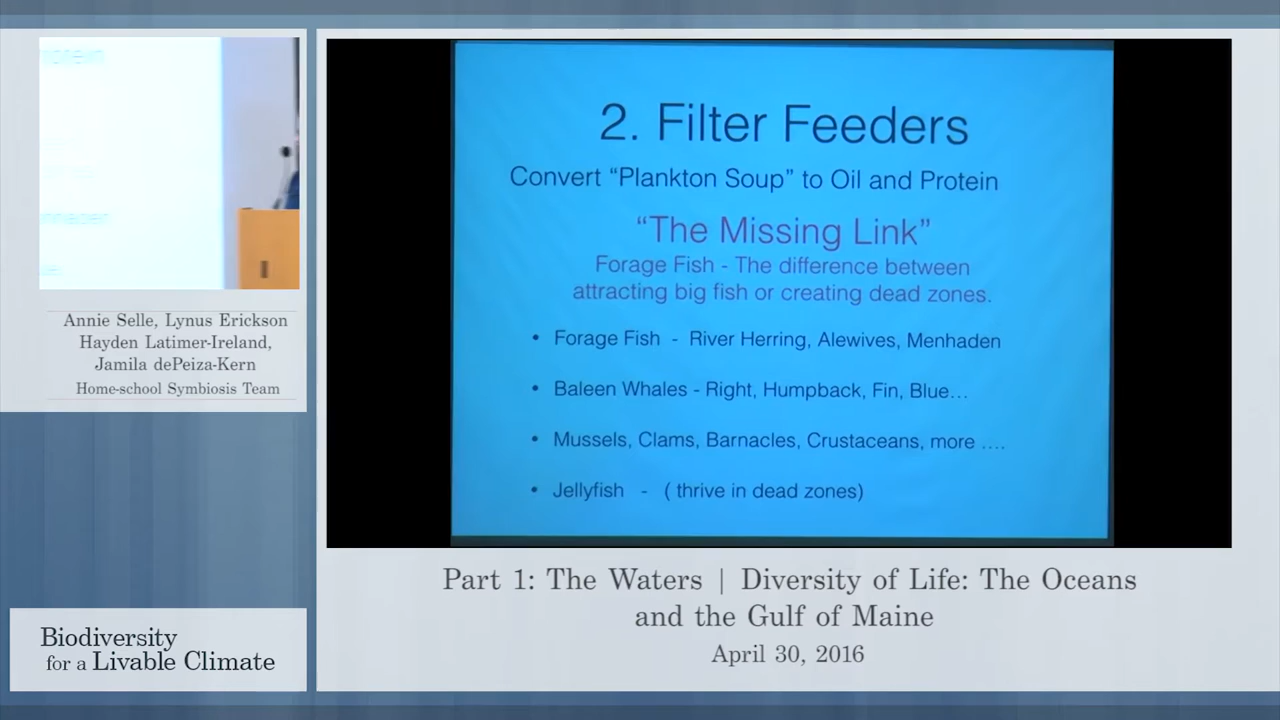 2. Filter Feeders
Convert “Plankton Soup” to Oil and Protein
“The Missing Link”
Forage Fish - The difference between
attracting big fish or creating dead zones.
• Forage Fish - River Herring, Alewives, Menhaden
• Baleen Whales - Right, Humpback, Fin, Blue…
• Mussels, Clams, Barnacles, Crustaceans, more ….
• Jellyfish - ( thrive in dead zones)
Annie Selle, Lynus Erickson
Hayden Latimer-Ireland,
Jamila dePeiza-Kern
Home-school Symbiosis Team
Part 1: The Waters | Diversity of Life: The Oceans
and the Gulf of Maine
April 30, 2016
Biodiversity
for a Livable Climate